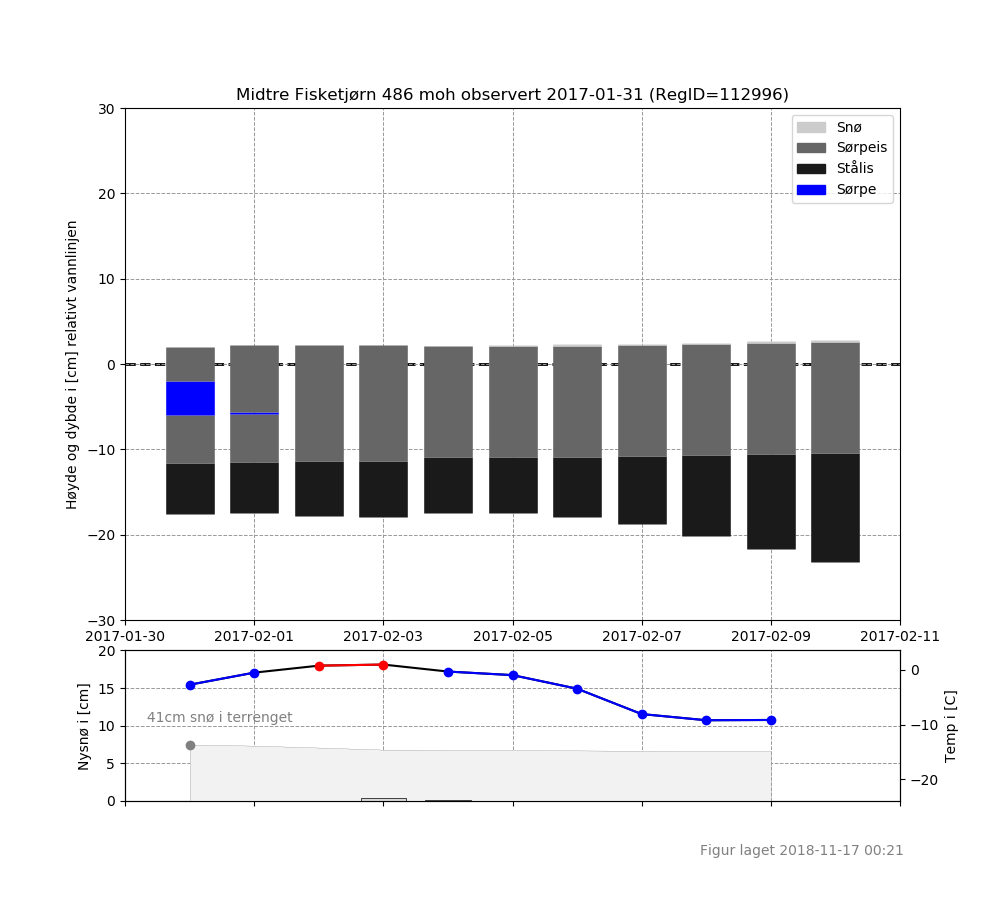 Midtre Fisketjørn 486 moh observert 2017-01-31 (RegID=112996)
Snø
Sørpeis
Stålis
Sørpe
Høyde og dybde i [cm] relativt vannlinjen
30
20
10
0
−10
−20
−30
2017-01-30 2017-02-01 2017-02-03 2017-02-05 2017-02-07 2017-02-09 2017-02-11
Nysnø i [cm]
20
15
10
5
0
41cm snø i terrenget
0
−10
−20
Temp i [C]
Figur laget 2018-11-17 00:21